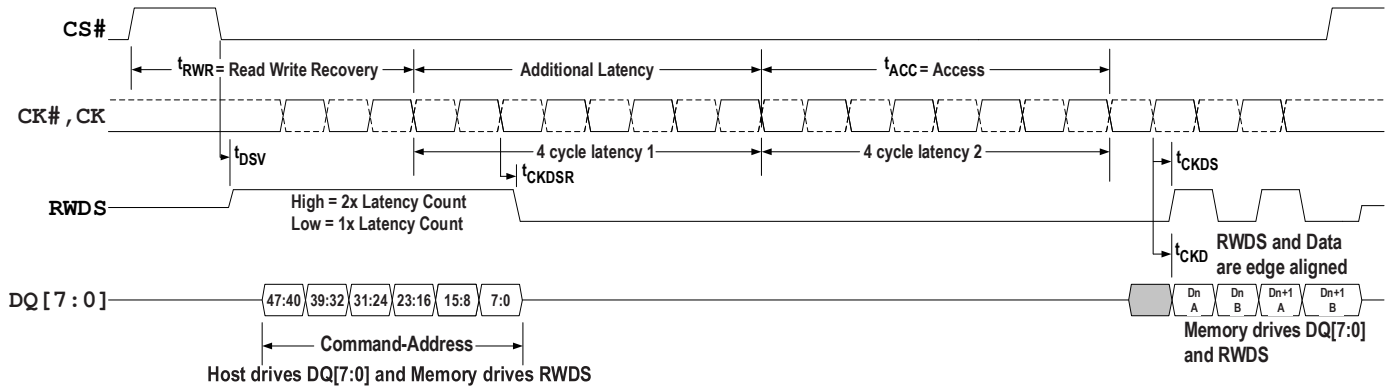 CS#
tRWR = Read Write Recovery
Additional Latency
tACC = Access
CK#,CK
tDSV
4 cycle latency 1
4 cycle latency 2
tCKDSR
tCKDS
RWDS
High = 2x Latency Count
Low = 1x Latency Count
tCKD
RWDS and Data
are edge aligned
DQ[7:0]
47:40 39:32 31:24 23:16 15:8 7:0
Dn
A
Dn
B
Dn+1
A
Dn+1
B
Command-Address
Memory drives DQ[7:0]
and RWDS
Host drives DQ[7:0] and Memory drives RWDS